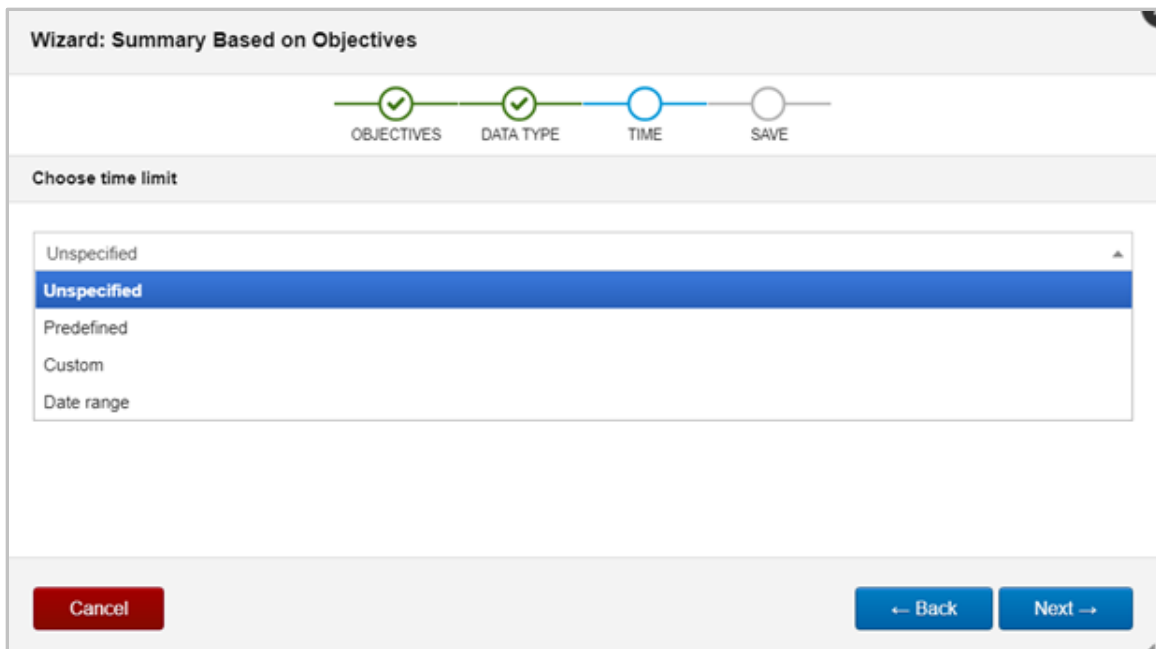 Wizard: Summary Based on Objectives
OBJECTIVES DATA TYPE TIME SAVE
Choose time limit
Unspecified
Unspecified
Predefined
Custom
Date range
Cancel ← Back Next →